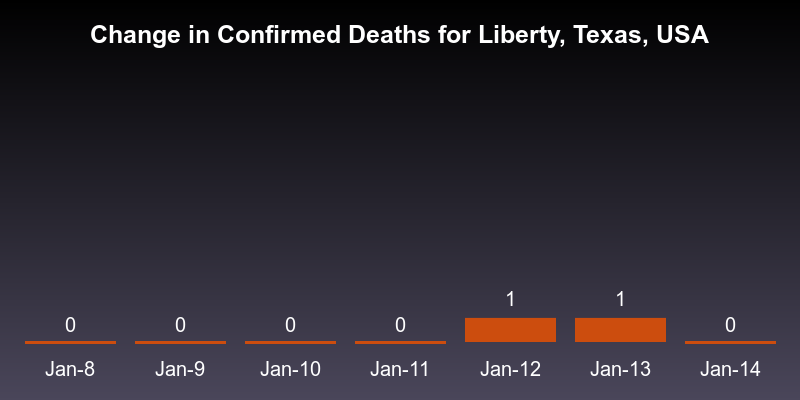 Change in Confirmed Deaths for Liberty, Texas, USA
0 0 0 0 1 1 0
Jan-8 Jan-9 Jan-10 Jan-11 Jan-12 Jan-13 Jan-14